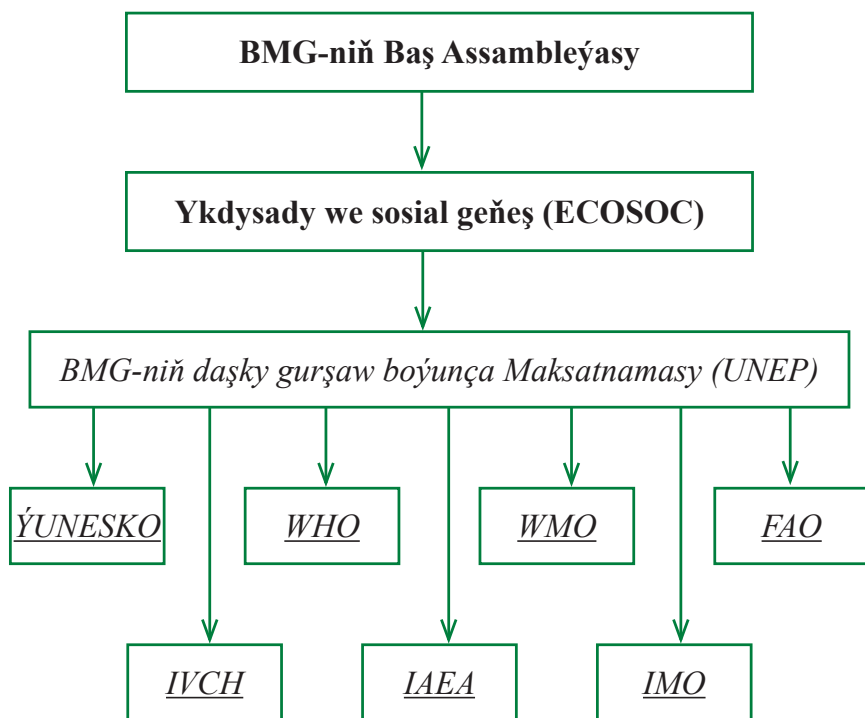 BMG-niň Baş Assambleýasy
Ykdysady we sosial geňeş (ECOSOC)
BMG-niň daşky gurşaw boýunça Maksatnamasy (UNEP)
ÝUNESKO
WHO
WMO
FAO
IVCH
IAEA
IMO